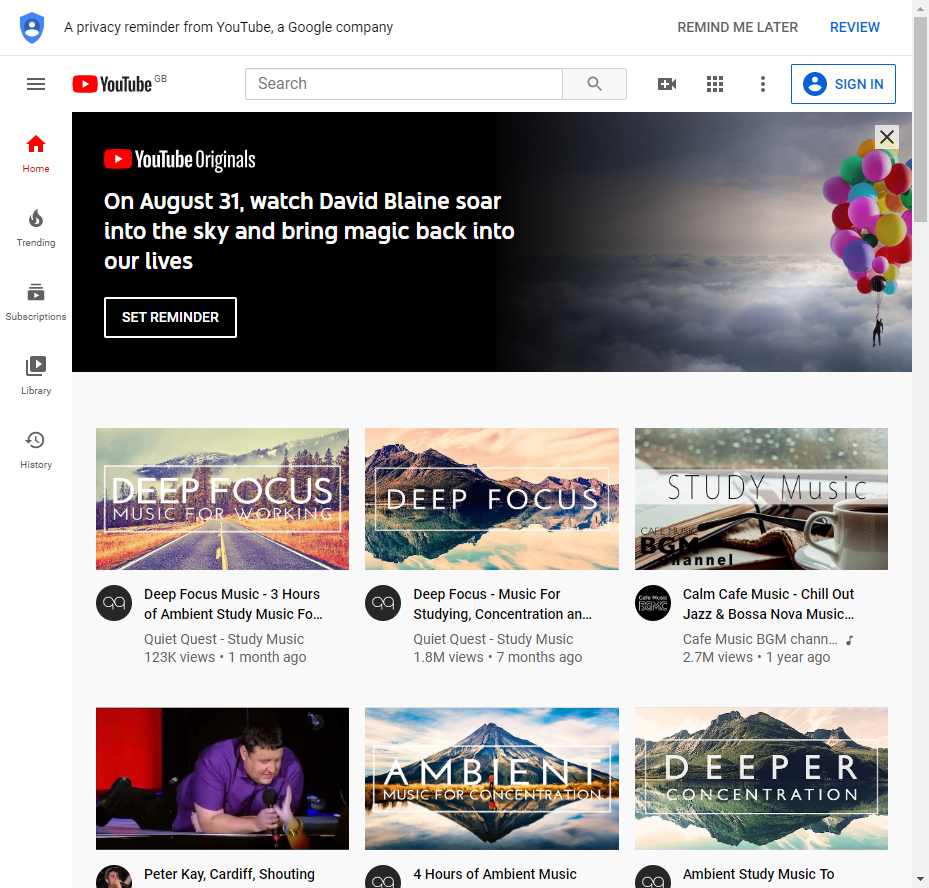 A privacy reminder from YouTube, a Google company
REMIND ME LATER
REVIEW
YouTube GB
Search
SIGN IN
Home
Trending
Subscriptions
Library
History
YouTube Originals
On August 31, watch David Blaine soar
into the sky and bring magic back into
our lives
SET REMINDER
DEEP FOCUS
MUSIC FOR WORKING
DEEP FOCUS
STUDY Music
CAFE MUSIC
BGM
channel
Deep Focus Music - 3 Hours
of Ambient Study Music Fo...
Quiet Quest - Study Music
123K views • 1 month ago
Deep Focus - Music For
Studying, Concentration an...
Quiet Quest - Study Music
1.8M views • 7 months ago
Cafe Music
BGMC
Calm Cafe Music - Chill Out
Jazz & Bossa Nova Music...
Cafe Music BGM chann...
2.7M views • 1 year ago
AMBIENT
MUSIC FOR CONCENTRATION
DEEPER
CONCENTRATION
Peter Kay, Cardiff, Shouting
4 Hours of Ambient Music
Ambient Study Music To